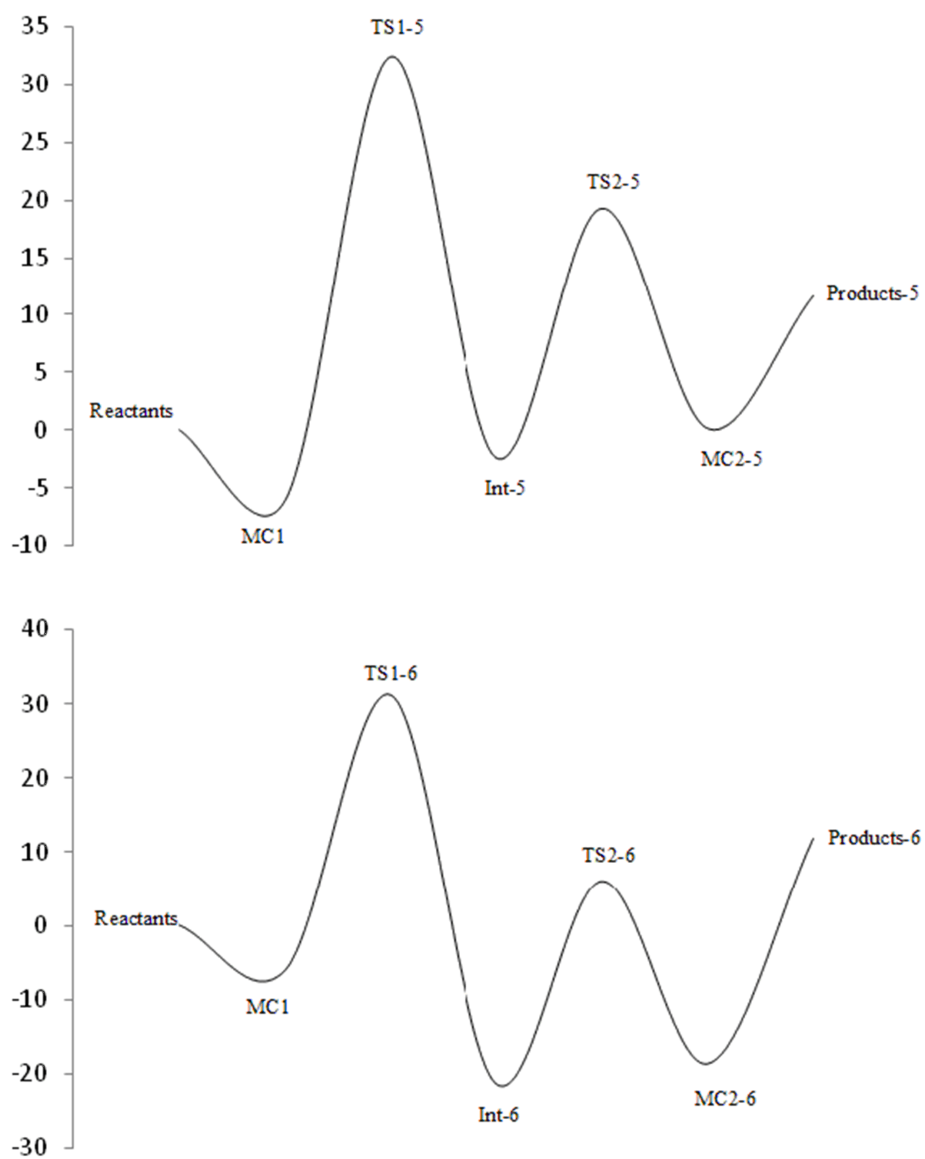 35
TS1-5
30
25
20
TS2-5
15
Products-5
10
5
Reactants
0
MC2-5
Int-5
-5
MC1
-10
40
TS1-6
30
20
10
Products-6
TS2-6
Reactants
0
-10
MC1
-20
MC2-6
Int-6
-30